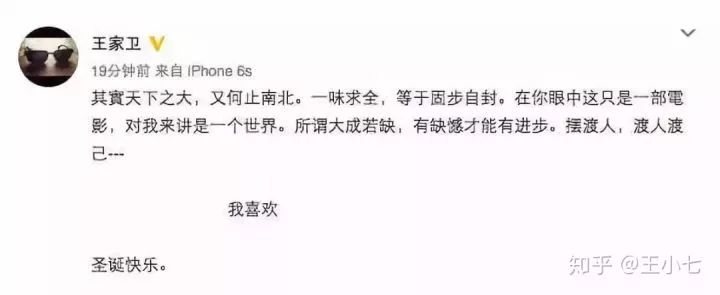 王家卫
19分钟前 来自 iPhone 6s
其實天下之大，又何止南北。一味求全，等于固步自封。在你眼中这只是一部電
影，对我来讲是一个世界。所谓大成若缺，有缺憾才能有进步。摆渡人，渡人渡
己---
我喜欢
圣诞快乐。
知乎 @王小七